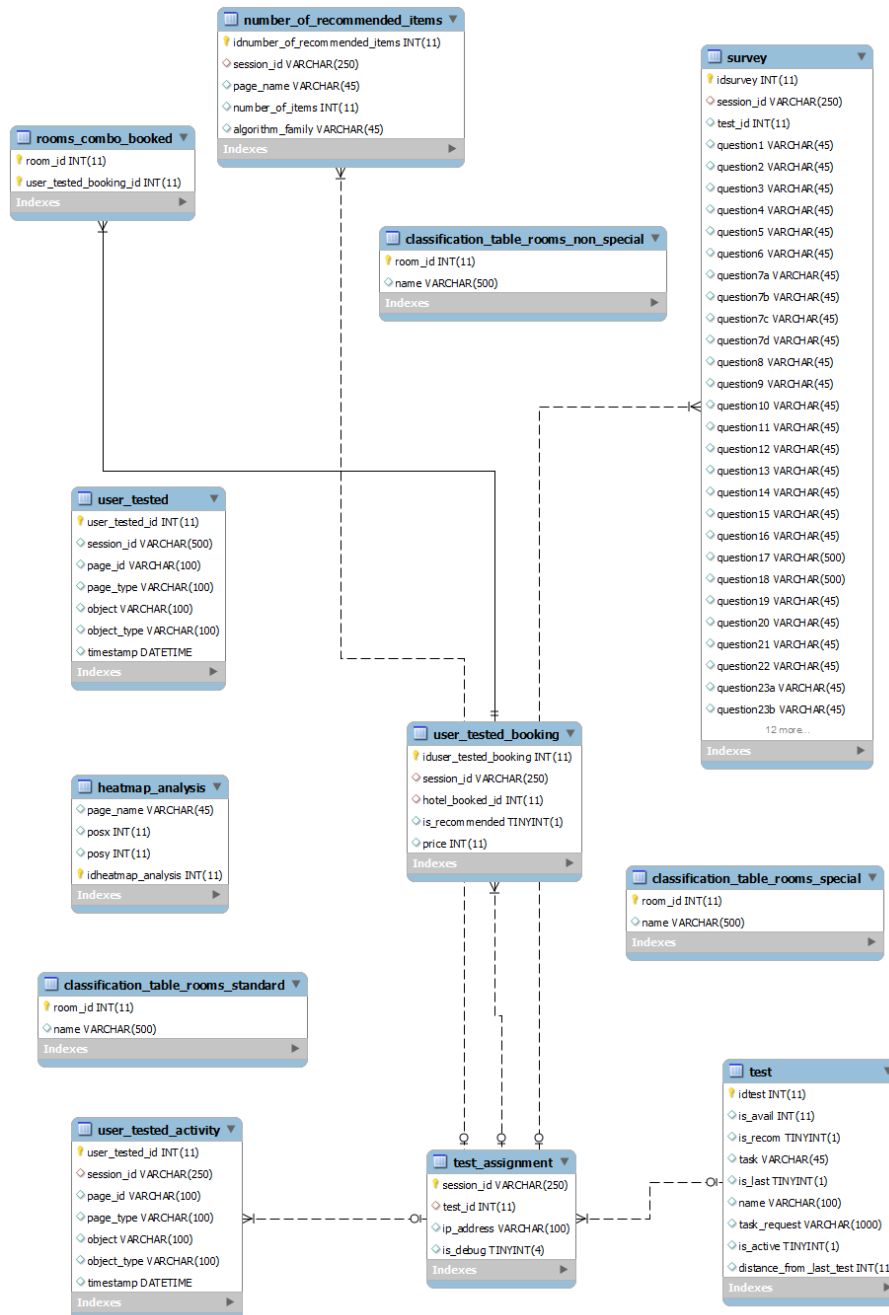 number_of_recommended_items
idnumber_of_recommended_items INT(11)
session_id VARCHAR(250)
page_name VARCHAR(45)
number_of_items INT(11)
algorithm_family VARCHAR(45)
Indexes
survey
idsurvey INT(11)
session_id VARCHAR(250)
test_id INT(11)
question1 VARCHAR(45)
question2 VARCHAR(45)
question3 VARCHAR(45)
question4 VARCHAR(45)
question5 VARCHAR(45)
question6 VARCHAR(45)
question7a VARCHAR(45)
question7b VARCHAR(45)
question7c VARCHAR(45)
question7d VARCHAR(45)
question8 VARCHAR(45)
question9 VARCHAR(45)
question10 VARCHAR(45)
question11 VARCHAR(45)
question12 VARCHAR(45)
question13 VARCHAR(45)
question14 VARCHAR(45)
question15 VARCHAR(45)
question16 VARCHAR(45)
question17 VARCHAR(500)
question18 VARCHAR(500)
question19 VARCHAR(45)
question20 VARCHAR(45)
question21 VARCHAR(45)
question22 VARCHAR(45)
question23a VARCHAR(45)
question23b VARCHAR(45)
12 more...
Indexes
rooms_combo_booked
room_id INT(11)
user_tested_booking_id INT(11)
Indexes
classification_table_rooms_non_special
room_id INT(11)
name VARCHAR(500)
Indexes
user_tested
user_tested_id INT(11)
session_id VARCHAR(500)
page_id VARCHAR(100)
page_type VARCHAR(100)
object VARCHAR(100)
object_type VARCHAR(100)
timestamp DATETIME
Indexes
user_tested_booking
iduser_tested_booking INT(11)
session_id VARCHAR(250)
hotel_booked_id INT(11)
is_recommended TINYINT(1)
price INT(11)
Indexes
heatmap_analysis
page_name VARCHAR(45)
posx INT(11)
posy INT(11)
idheatmap_analysis INT(11)
Indexes
classification_table_rooms_special
room_id INT(11)
name VARCHAR(500)
Indexes
classification_table_rooms_standard
room_id INT(11)
name VARCHAR(500)
Indexes
test
idtest INT(11)
is_avail INT(11)
is_recom TINYINT(1)
task VARCHAR(45)
is_last TINYINT(1)
name VARCHAR(100)
task_request VARCHAR(1000)
is_active TINYINT(1)
distance_from_last_test INT(11
Indexes
user_tested_activity
user_tested_id INT(11)
session_id VARCHAR(250)
page_id VARCHAR(100)
page_type VARCHAR(100)
object VARCHAR(100)
object_type VARCHAR(100)
timestamp DATETIME
Indexes
test_assignment
session_id VARCHAR(250)
test_id INT(11)
ip_address VARCHAR(100)
is_debug TINYINT(4)
Indexes